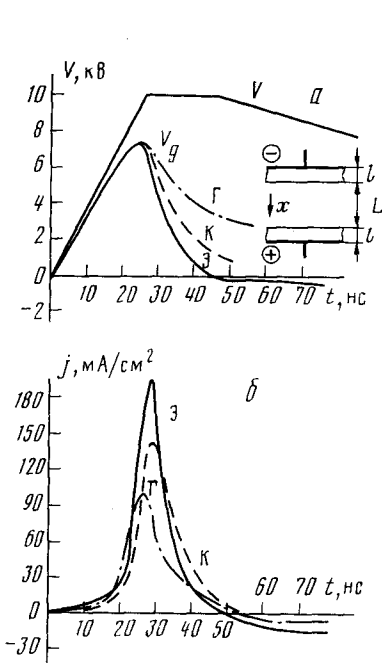 V, кВ
10
8
6
4
2
0
-2
V
а
Vg
Г
К
Э
⊖
x
l
L
l
⊕
10 20 30 40 50 60 70 t, нс
j, мА/см²
180
150
120
90
60
30
0
-30
б
Э
Г
К
60 70 t, нс
10 20 30 40 50